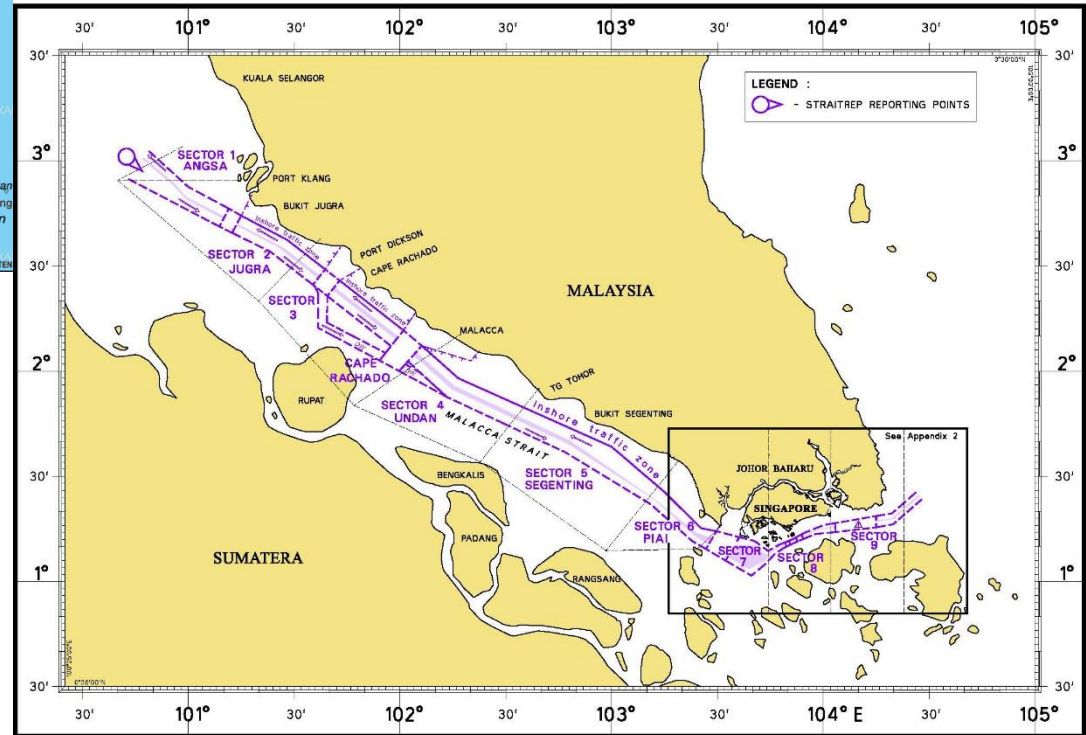 30'
101°
30'
102°
30'
103°
30'
104°
30'
105°
30'
30'
KUALA SELANGOR
LEGEND :
- STRAITREP REPORTING POINTS
3°
3°
SECTOR 1
ANGSA
PORT KLANG
BUKIT JUGRA
Inshore traffic zone
PORT DICKSON
CAPE RACHADO
SECTOR 2
JUGRA
30'
30'
Inshore traffic zone
MALAYSIA
SECTOR
3
MALACCA
2°
2°
CAPE
RACHADO
TG TOHOR
RUPAT
SECTOR 4
UNDAN
MALACCA STRAIT
Inshore traffic zone
BUKIT SEGENTING
See Appendix 2
30'
30'
BENGKALIS
SECTOR 5
SEGENTING
JOHOR BAHARU
SINGAPORE
PADANG
SECTOR 6
PIAI
SECTOR
7
SECTOR
8
SECTOR
9
SUMATERA
RANGSANG
1°
1°
30'
30'
30'
101°
30'
102°
30'
103°
30'
104° E
30'
105°